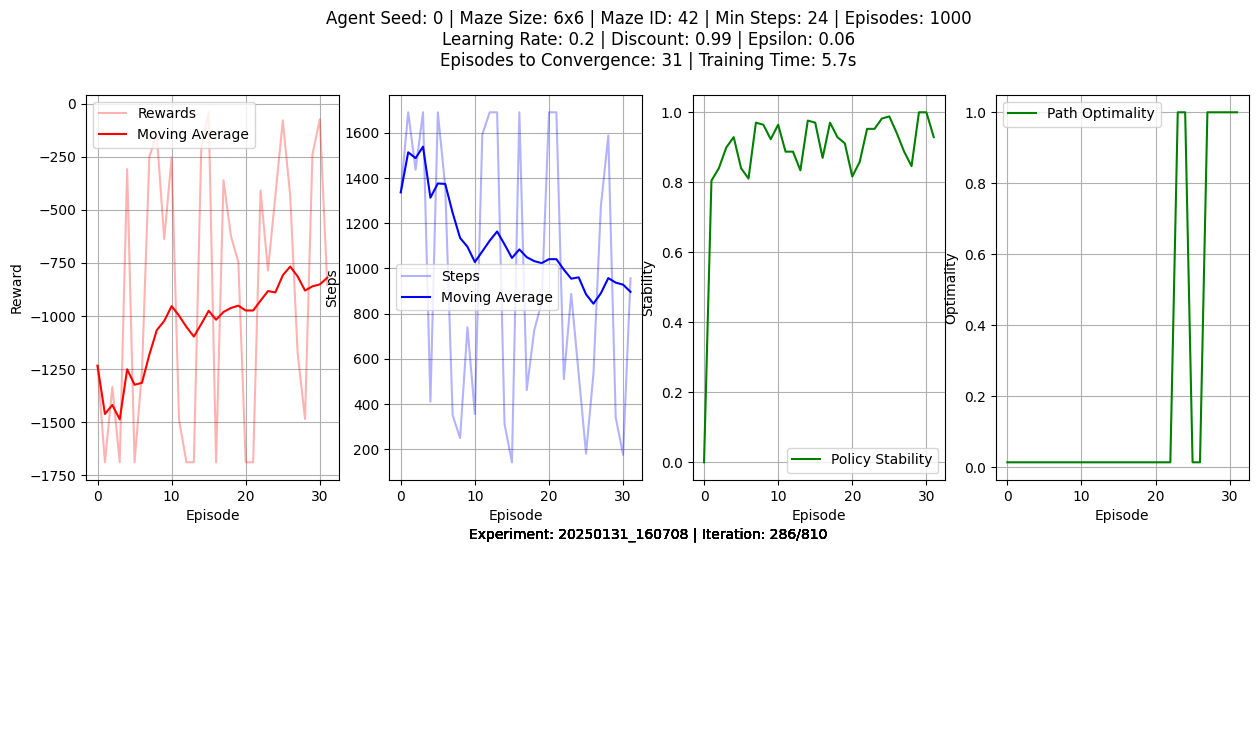 Agent Seed: 0 | Maze Size: 6x6 | Maze ID: 42 | Min Steps: 24 | Episodes: 1000
Learning Rate: 0.2 | Discount: 0.99 | Epsilon: 0.06
Episodes to Convergence: 31 | Training Time: 5.7s
Reward
0
−250
−500
−750
−1000
−1250
−1500
−1750
Rewards
Moving Average
0
10
20
30
Episode
Steps
1600
1400
1200
1000
800
600
400
200
Steps
Moving Average
0
10
20
30
Episode
Stability
1.0
0.8
0.6
0.4
0.2
0.0
Policy Stability
0
10
20
30
Episode
Optimality
1.0
0.8
0.6
0.4
0.2
0.0
Path Optimality
0
10
20
30
Episode
Experiment: 20250131_160708 | Iteration: 286/810